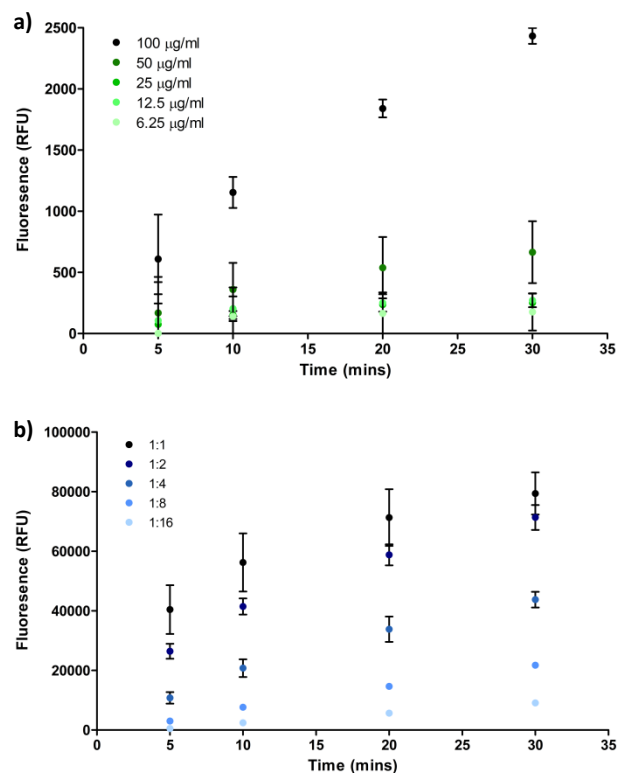 a)
2500
2000
1500
1000
500
0
Fluoresence (RFU)
100 μg/ml
50 μg/ml
25 μg/ml
12.5 μg/ml
6.25 μg/ml
0 5 10 15 20 25 30 35
Time (mins)
b)
100000
80000
60000
40000
20000
0
Fluoresence (RFU)
1:1
1:2
1:4
1:8
1:16
0 5 10 15 20 25 30 35
Time (mins)